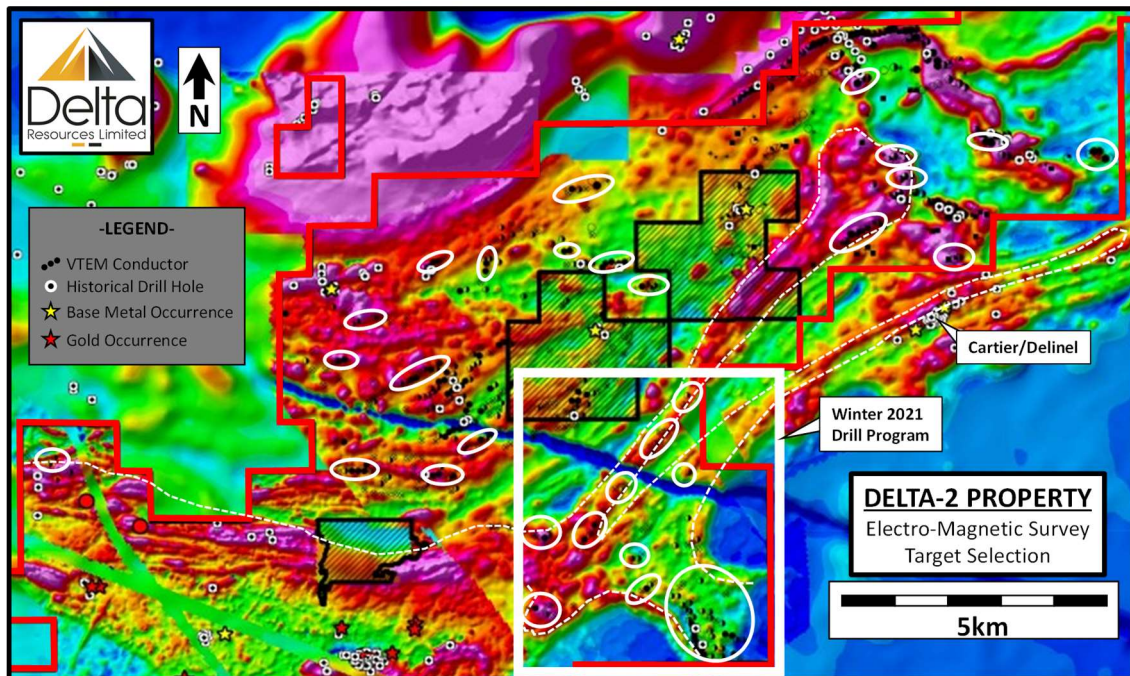 Delta
Resources Limited
N
-LEGEND-
VTEM Conductor
Historical Drill Hole
Base Metal Occurrence
Gold Occurrence
Cartier/Delinel
Winter 2021
Drill Program
DELTA-2 PROPERTY
Electro-Magnetic Survey
Target Selection
5km